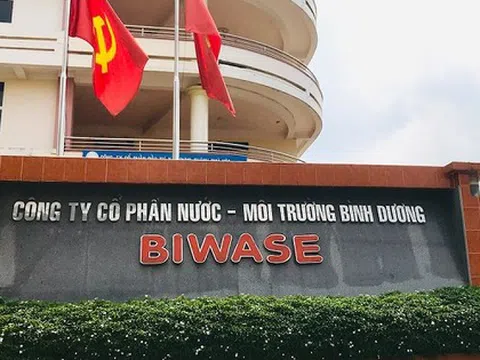 CÔNG TY CỔ PHẦN NƯỚC - MÔI TRƯỜNG BÌNH DƯƠNG
BIWASE